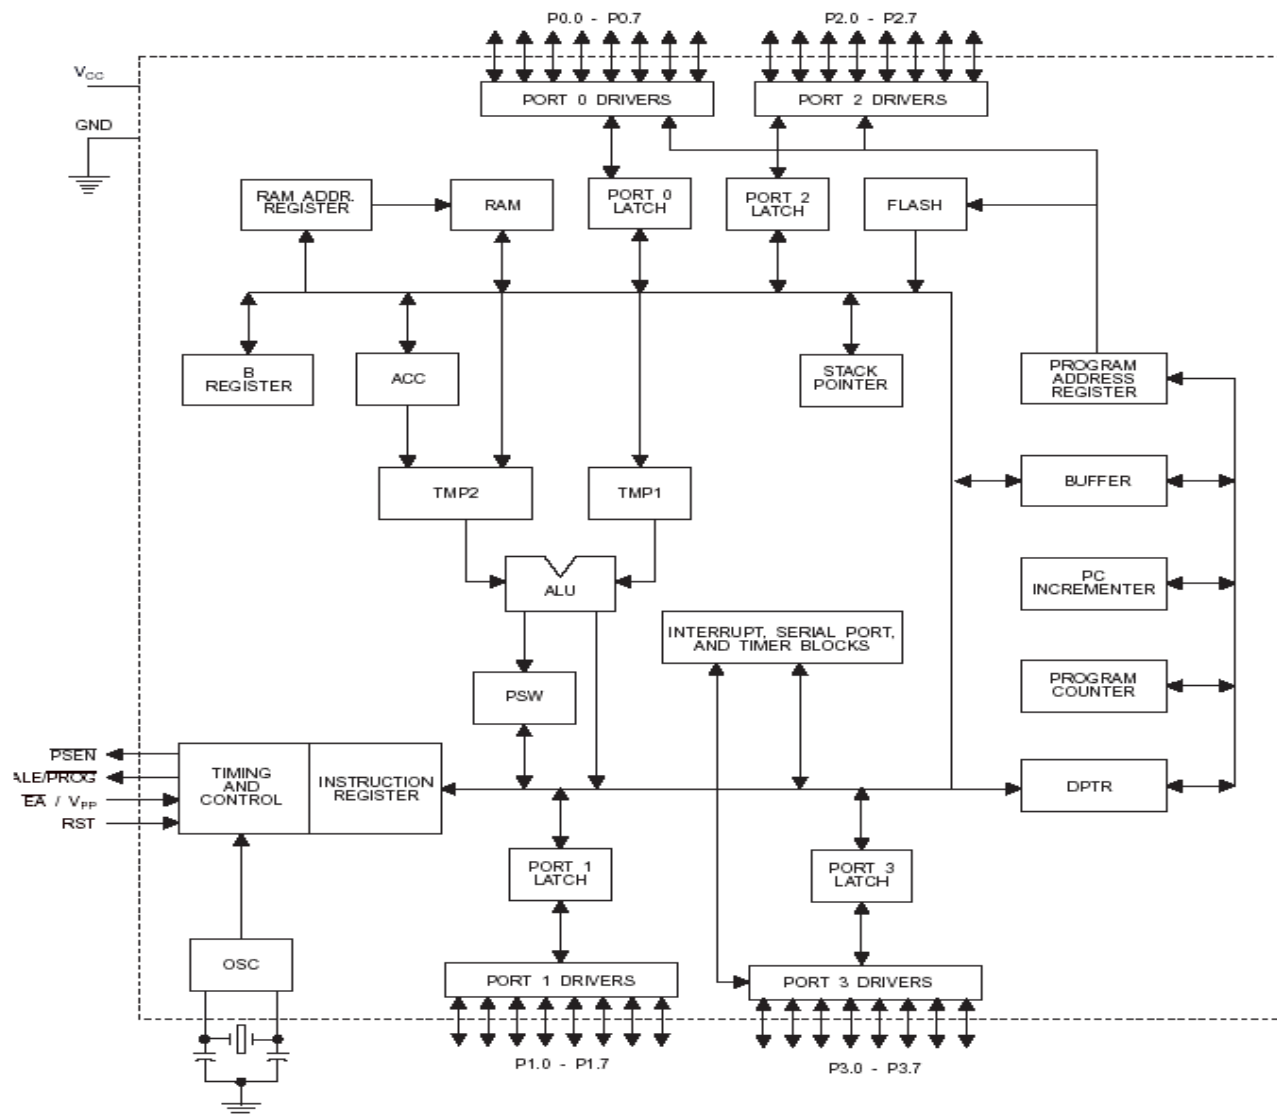 P0.0 - P0.7
P2.0 - P2.7
VCC
GND
PORT 0 DRIVERS
PORT 2 DRIVERS
RAM ADDR.
REGISTER
RAM
PORT 0
LATCH
PORT 2
LATCH
FLASH
B
REGISTER
ACC
STACK
POINTER
PROGRAM
ADDRESS
REGISTER
TMP2
TMP1
BUFFER
ALU
PC
INCREMENTER
INTERRUPT, SERIAL PORT,
AND TIMER BLOCKS
PSW
PROGRAM
COUNTER
PSEN
ALE/PROG
EA / VPP
RST
TIMING
AND
CONTROL
INSTRUCTION
REGISTER
DPTR
PORT 1
LATCH
PORT 3
LATCH
OSC
PORT 1 DRIVERS
PORT 3 DRIVERS
P1.0 - P1.7
P3.0 - P3.7